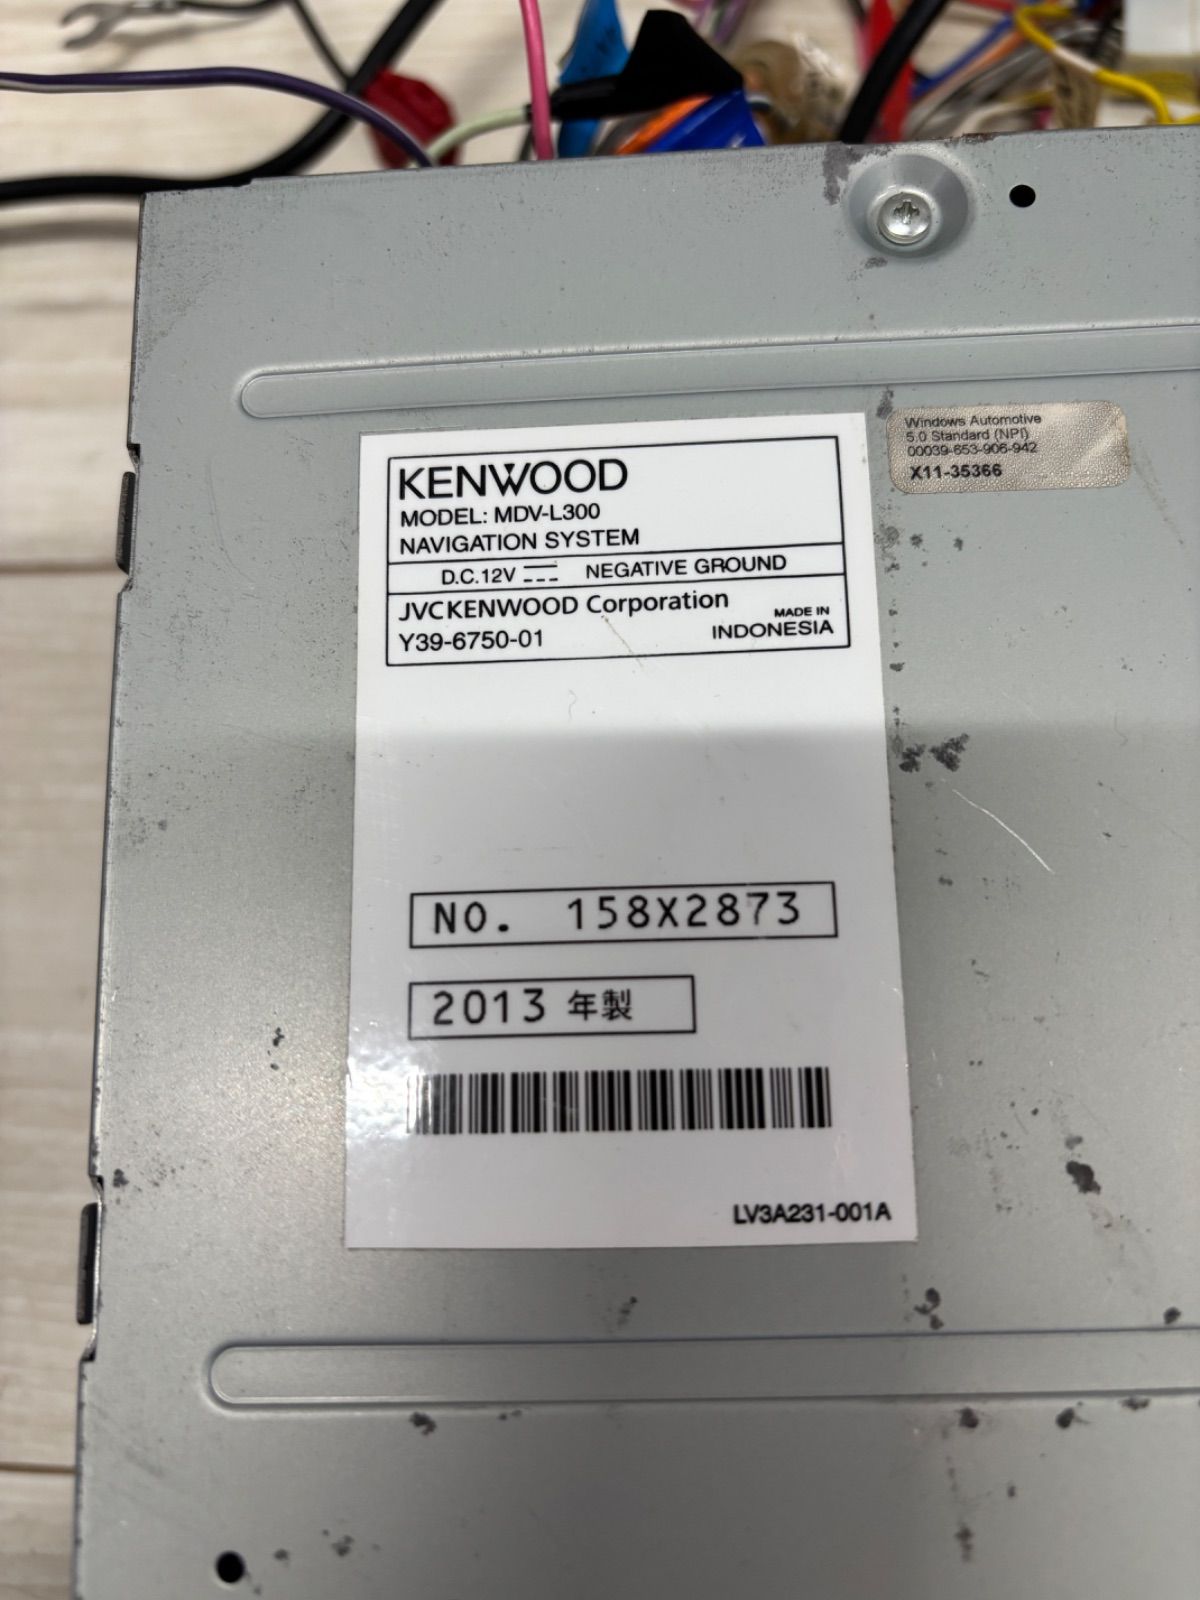 Windows Automotive
5.0 Standard (NPI)
00039-653-906-942
X11-35366
KENWOOD
MODEL: MDV-L300
NAVIGATION SYSTEM
D.C.12V NEGATIVE GROUND
JVCKENWOOD Corporation
Y39-6750-01
MADE IN
INDONESIA
NO. 158X2873
2013 年製
LV3A231-001A